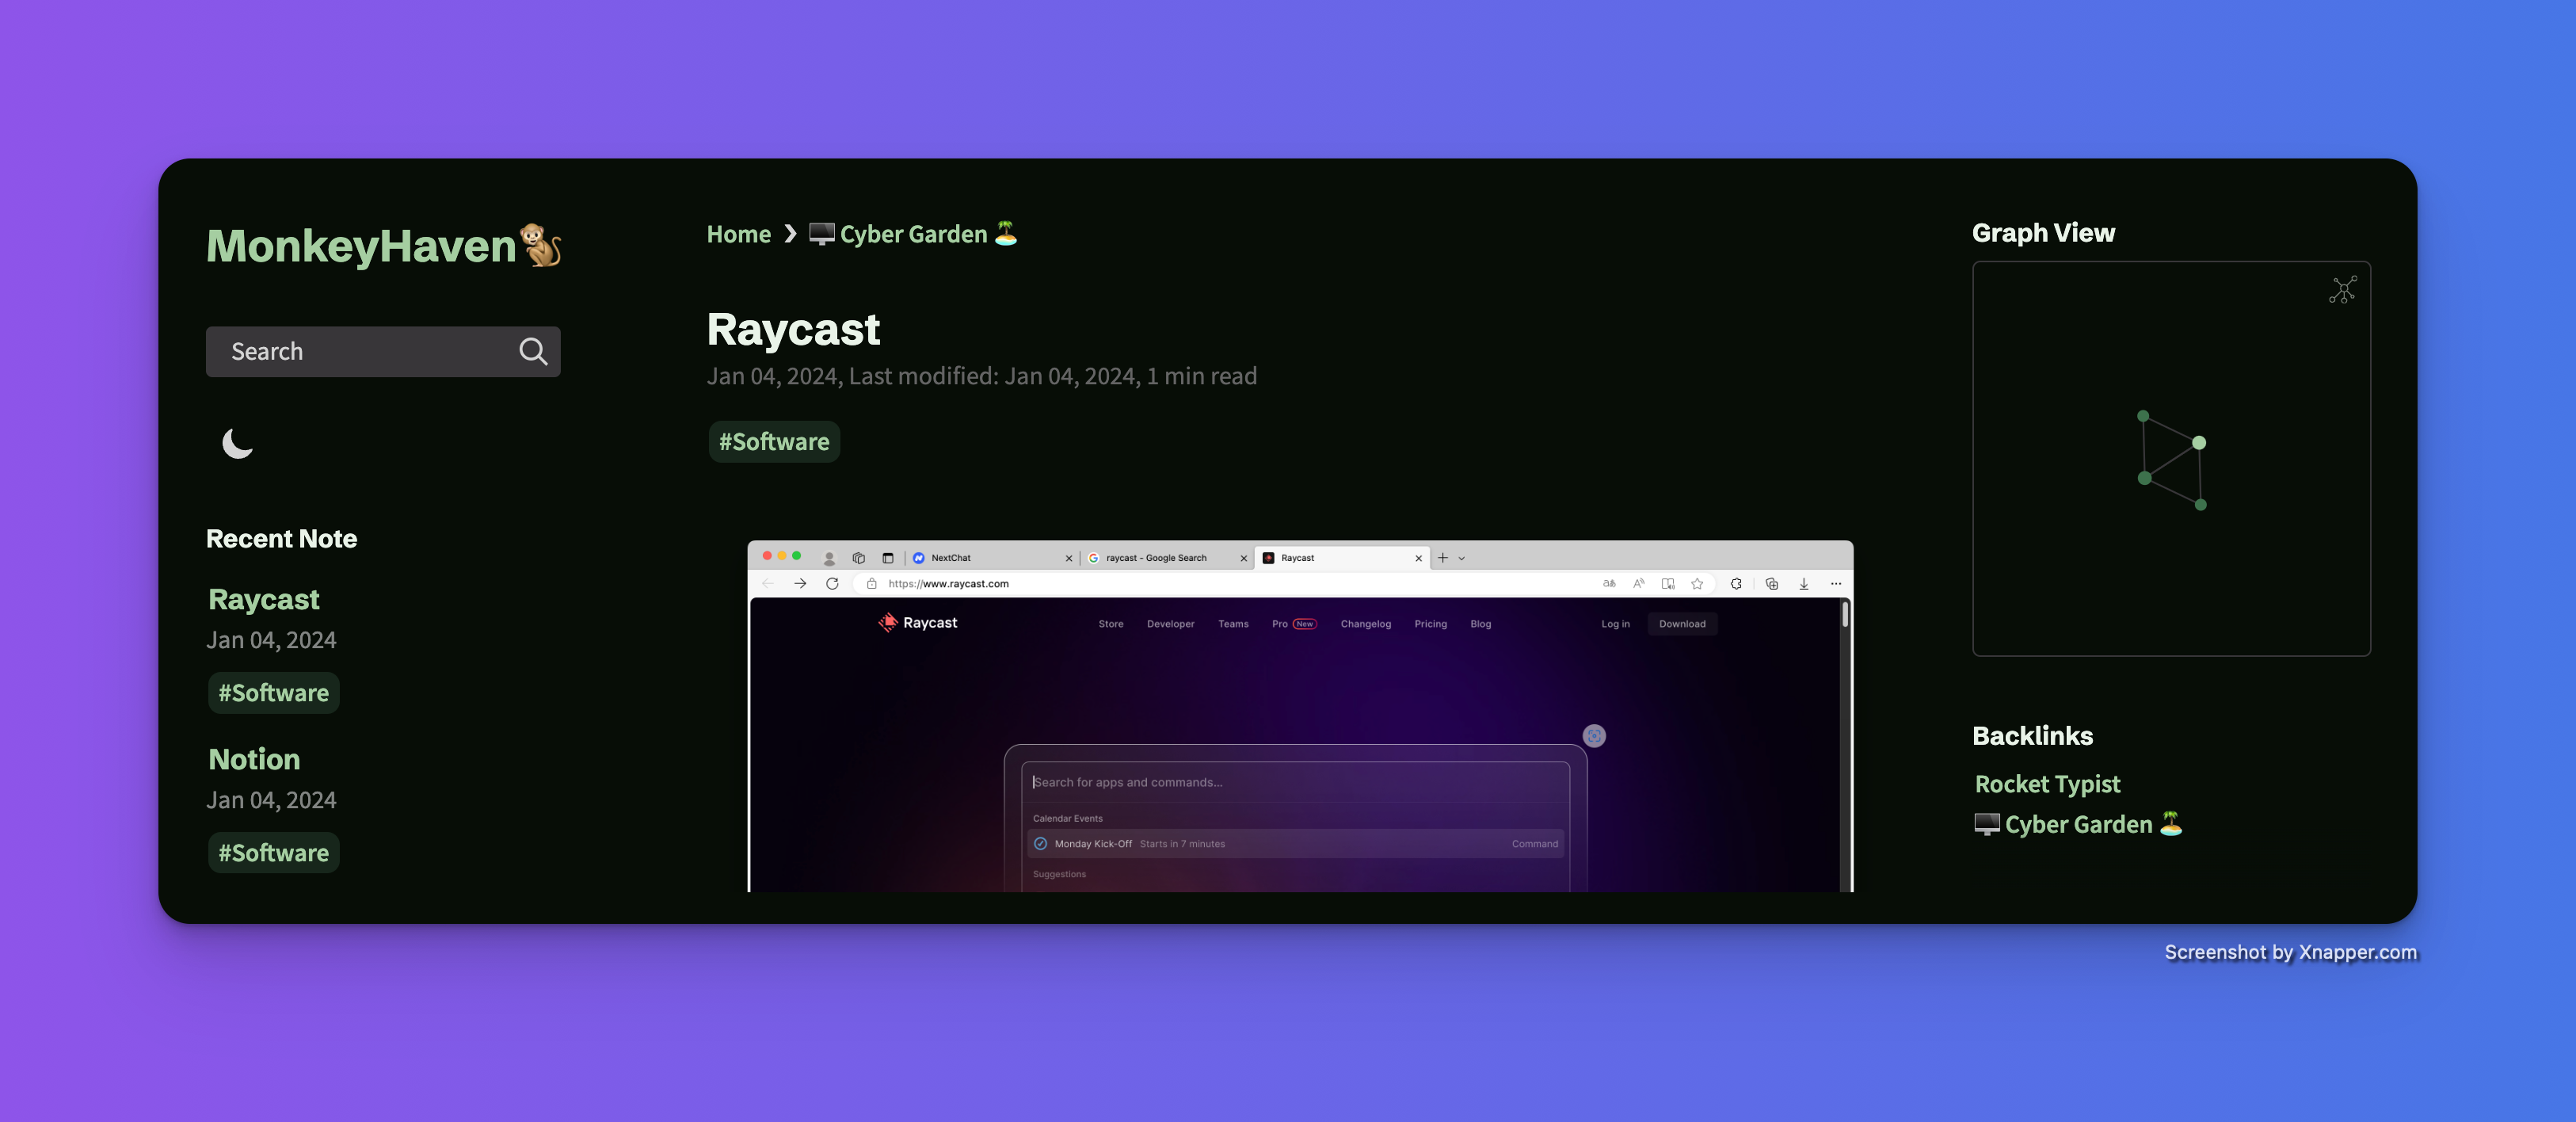 MonkeyHaven🐒
Search
Recent Note
Raycast
Jan 04, 2024
#Software
Notion
Jan 04, 2024
#Software
Home ❯ 🖥️ Cyber Garden 🏝️
Raycast
Jan 04, 2024, Last modified: Jan 04, 2024, 1 min read
#Software
NextChat
raycast - Google Search
Raycast
https://www.raycast.com
Raycast
Store Developer Teams Pro New Changelog Pricing Blog Log in Download
Search for apps and commands...
Calendar Events
Monday Kick-Off Starts in 7 minutes Command
Suggestions
Graph View
Backlinks
Rocket Typist
🖥️ Cyber Garden 🏝️
Screenshot by Xnapper.com